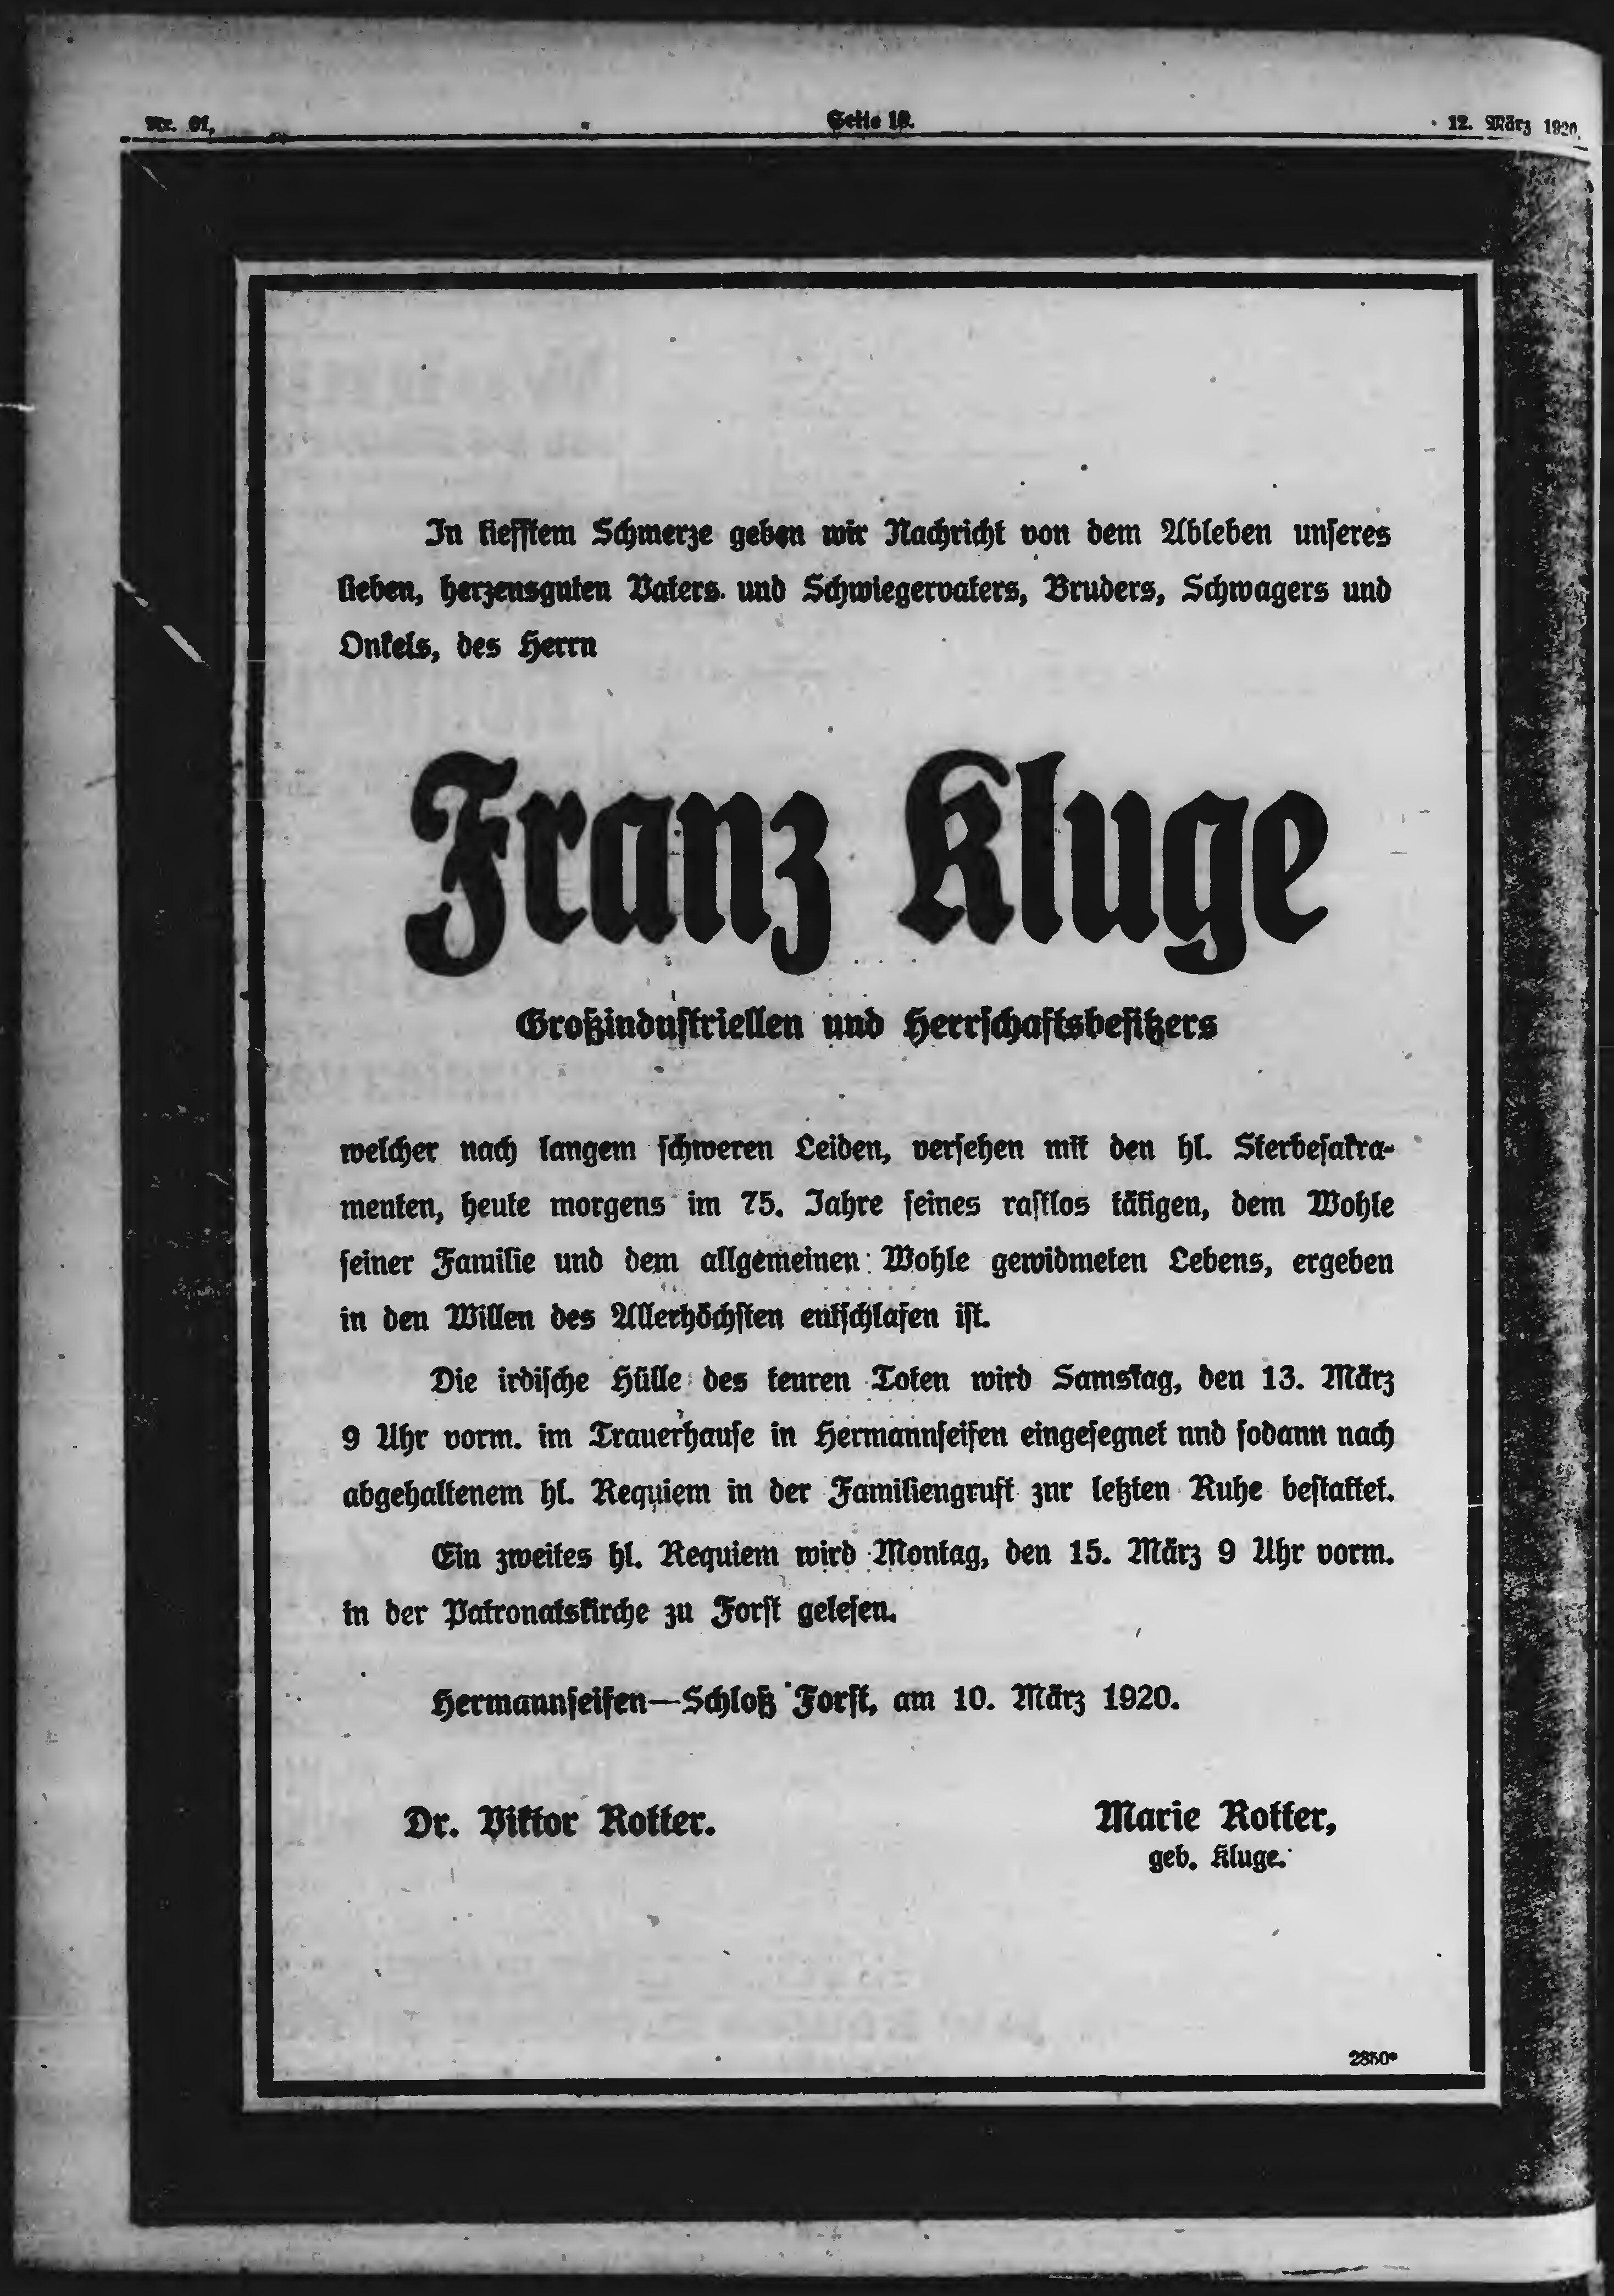 Nr. 61.
Seite 10.
12. März 1920.
In tiefstem Schmerze geben wir Nachricht von dem Ableben unseres
lieben, herzensguten Vaters und Schwiegervaters, Bruders, Schwagers und
Onkels, des Herrn
Franz Kluge
Großindustriellen und Herrschaftsbesitzers
welcher nach langem schweren Leiden, versehen mit den hl. Sterbesakra-
menten, heute morgens im 75. Jahre seines rastlos tätigen, dem Wohle
seiner Familie und dem allgemeinen Wohle gewidmeten Lebens, ergeben
in den Willen des Allerhöchsten entschlafen ist.
Die irdische Hülle des teuren Toten wird Samstag, den 13. März
9 Uhr vorm. im Trauerhause in Hermannseifen eingesegnet nnd sodann nach
abgehaltenem hl. Requiem in der Familiengruft zur letzten Ruhe bestattet.
Ein zweites hl. Requiem wird Montag, den 15. März 9 Uhr vorm.
in der Patronatskirche zu Forst gelesen.
Hermannseifen—Schloß Forst, am 10. März 1920.
Dr. Viktor Rotter.
Marie Rotter,
geb. Kluge.
2850*